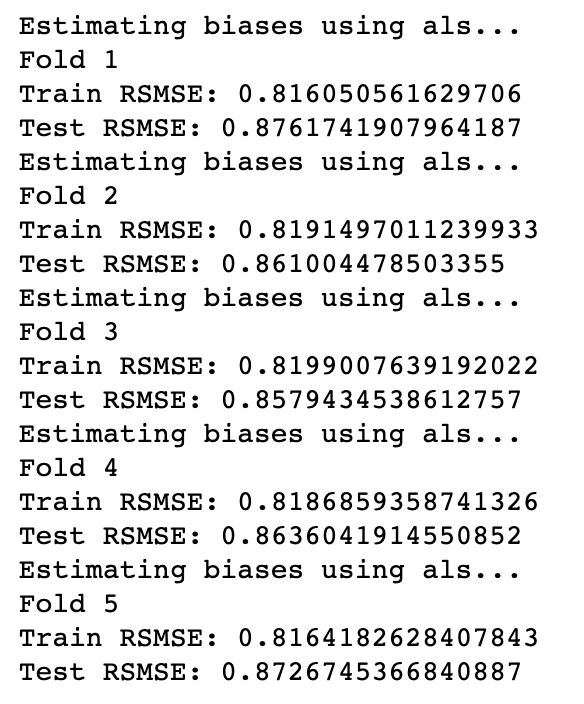 Estimating biases using als...
Fold 1
Train RSMSE: 0.816050561629706
Test RSMSE: 0.8761741907964187
Estimating biases using als...
Fold 2
Train RSMSE: 0.8191497011239933
Test RSMSE: 0.861004478503355
Estimating biases using als...
Fold 3
Train RSMSE: 0.8199007639192022
Test RSMSE: 0.8579434538612757
Estimating biases using als...
Fold 4
Train RSMSE: 0.8186859358741326
Test RSMSE: 0.8636041914550852
Estimating biases using als...
Fold 5
Train RSMSE: 0.8164182628407843
Test RSMSE: 0.8726745366840887